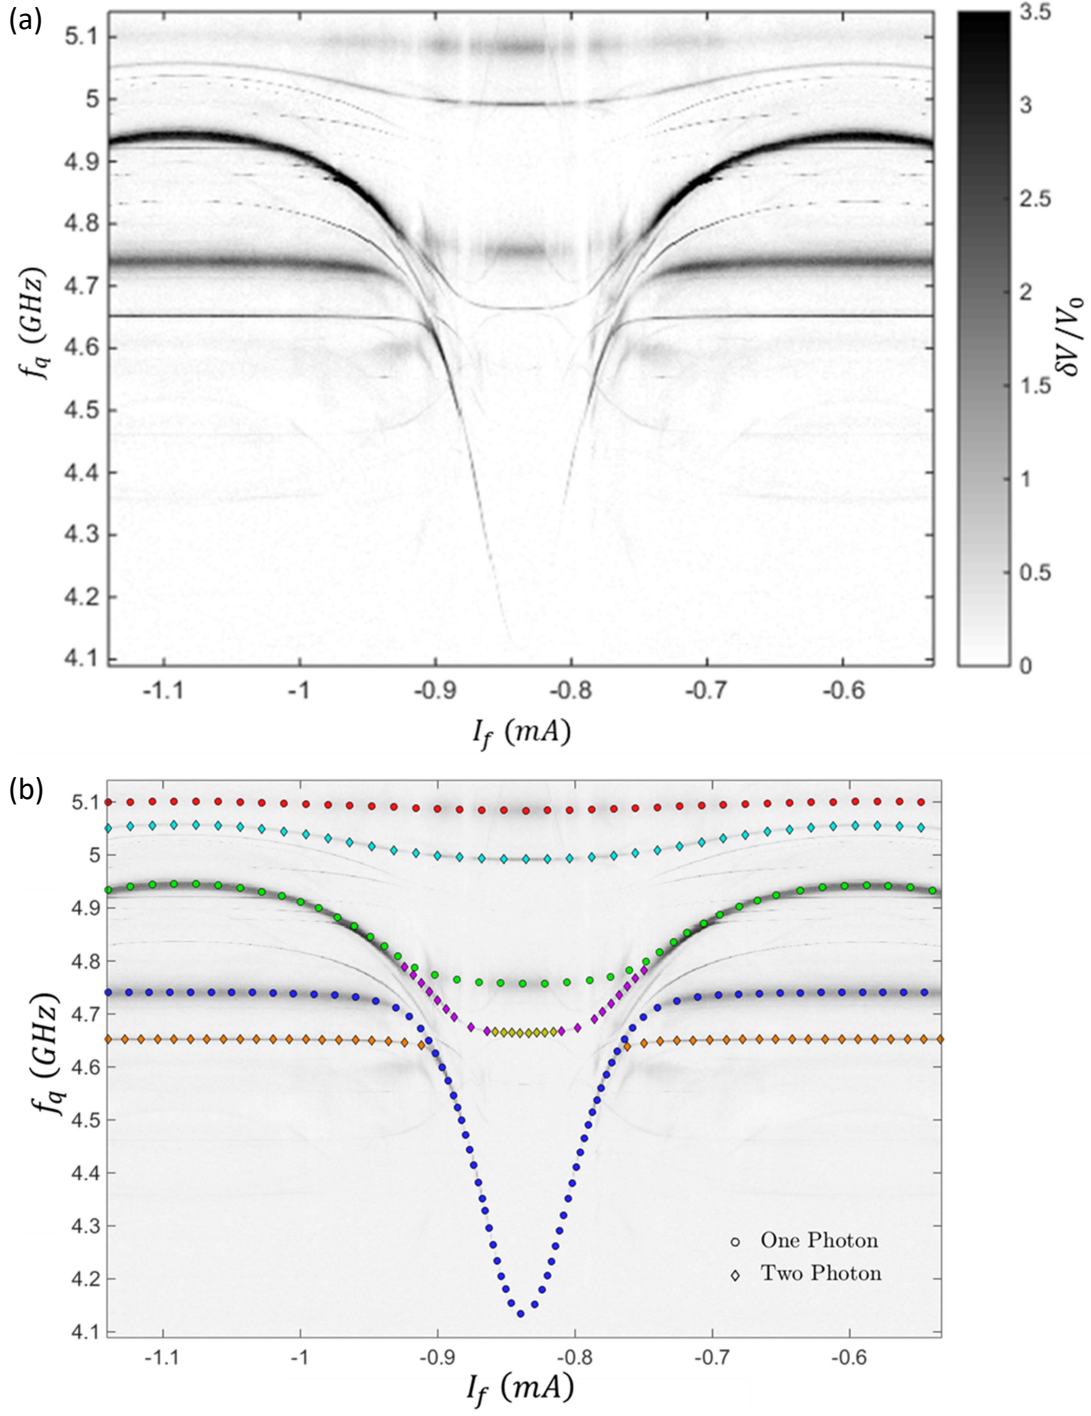 (a)
5.1
5
4.9
4.8
4.7
4.6
4.5
4.4
4.3
4.2
4.1
f_q (GHz)
-1.1 -1 -0.9 -0.8 -0.7 -0.6
I_f (mA)
3.5
3
2.5
2
1.5
1
0.5
0
δV/V_0
(b)
5.1
5
4.9
4.8
4.7
4.6
4.5
4.4
4.3
4.2
4.1
f_q (GHz)
One Photon
Two Photon
-1.1 -1 -0.9 -0.8 -0.7 -0.6
I_f (mA)